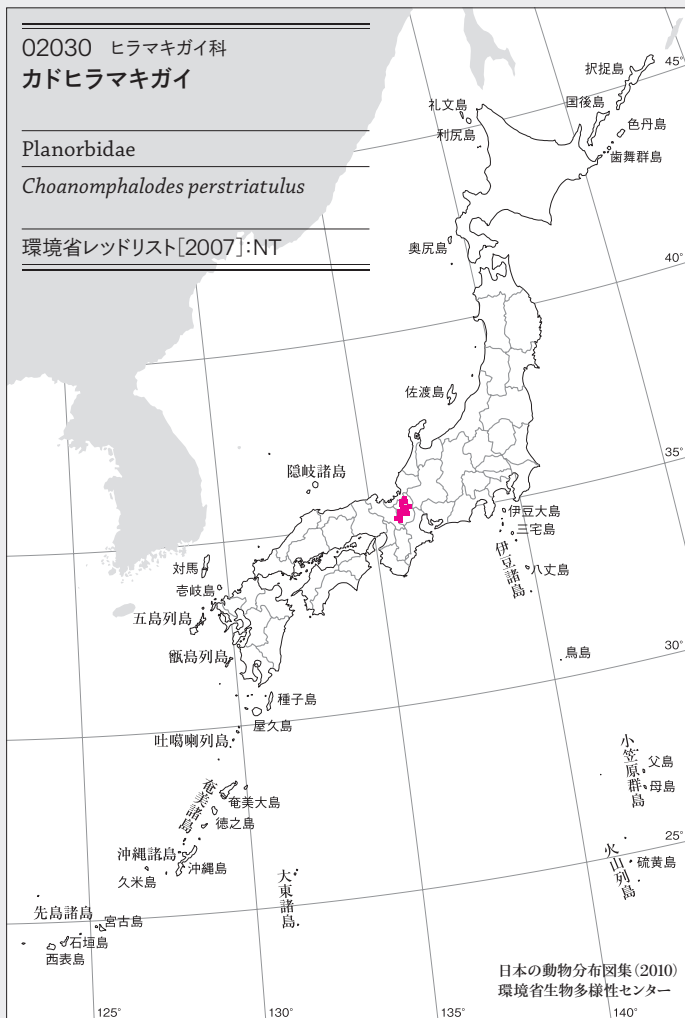 02030 ヒラマキガイ科
カドヒラマキガイ
Planorbidae
Choanomphalodes perstriatulus
環境省レッドリスト[2007]:NT
択捉島
45°
国後島
礼文島
色丹島
利尻島
歯舞群島
奥尻島
40°
佐渡島
35°
隠岐諸島
伊豆大島
三宅島
伊豆諸島
八丈島
対馬
壱岐島
五島列島
甑島列島
鳥島
30°
種子島
屋久島
吐噶喇列島
小笠原群島
父島
母島
奄美諸島
奄美大島
徳之島
25°
沖縄諸島
沖縄島
久米島
火山列島
硫黄島
大東諸島
先島諸島
宮古島
石垣島
西表島
日本の動物分布図集(2010)
環境省生物多様性センター
125°
130°
135°
140°